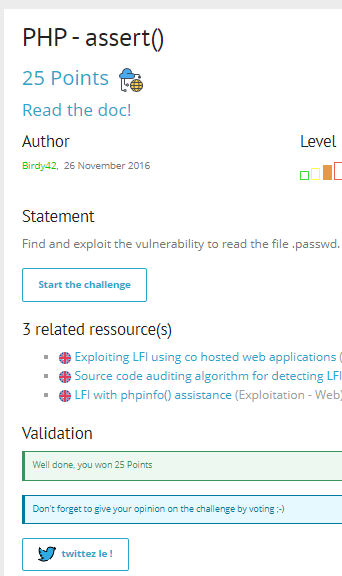 PHP - assert()
25 Points
Read the doc!
Author
Level
Birdy42, 26 November 2016
Statement
Find and exploit the vulnerability to read the file .passwd.
Start the challenge
3 related ressource(s)
Exploiting LFI using co hosted web applications (
Source code auditing algorithm for detecting LFI
LFI with phpinfo() assistance (Exploitation - Web)
Validation
Well done, you won 25 Points
Don't forget to give your opinion on the challenge by voting ;-)
twittez le !